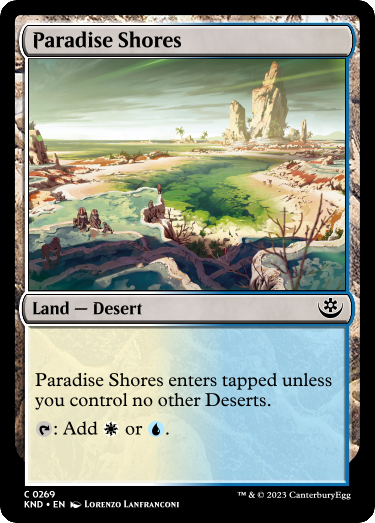 Paradise Shores
Land — Desert
Paradise Shores enters tapped unless
you control no other Deserts.
: Add or .
C 0269
KND • EN Lorenzo Lanfranconi
™ & © 2023 CanterburyEgg